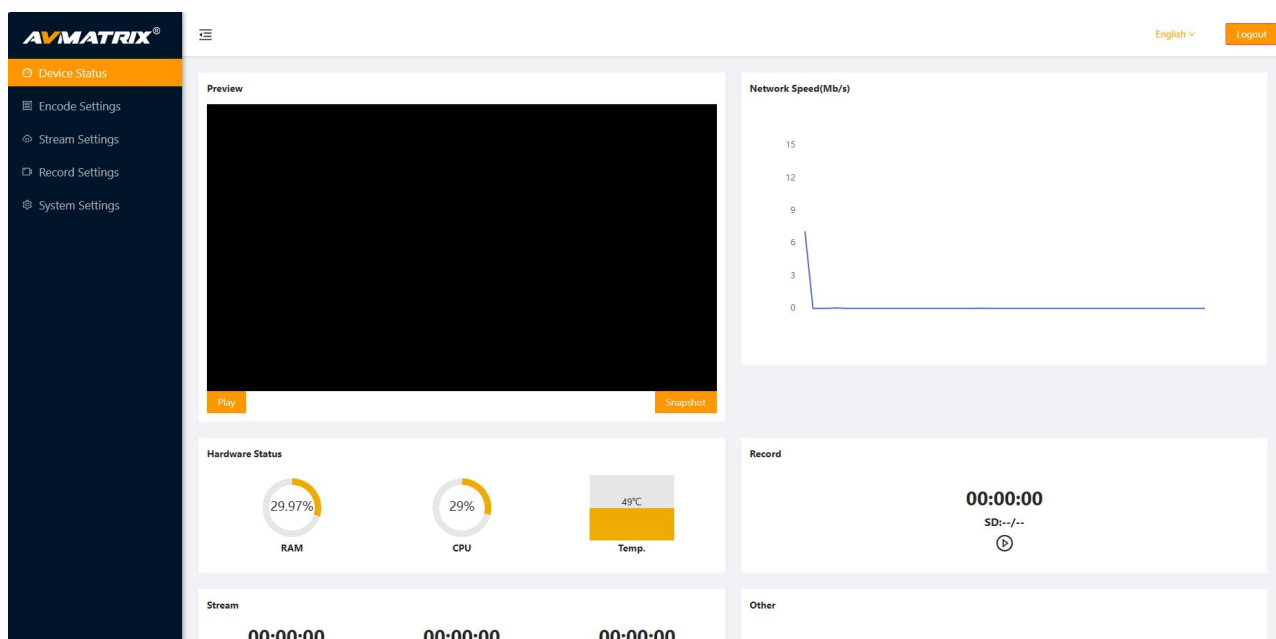 AVMATRIX®
English
Logout
Device Status
Encode Settings
Stream Settings
Record Settings
System Settings
Preview
Play
Snapshot
Network Speed(Mb/s)
15
12
9
6
3
0
Hardware Status
29.97%
29%
49℃
RAM
CPU
Temp.
Record
00:00:00
SD:--/--
Stream
00:00:00
00:00:00
00:00:00
Other